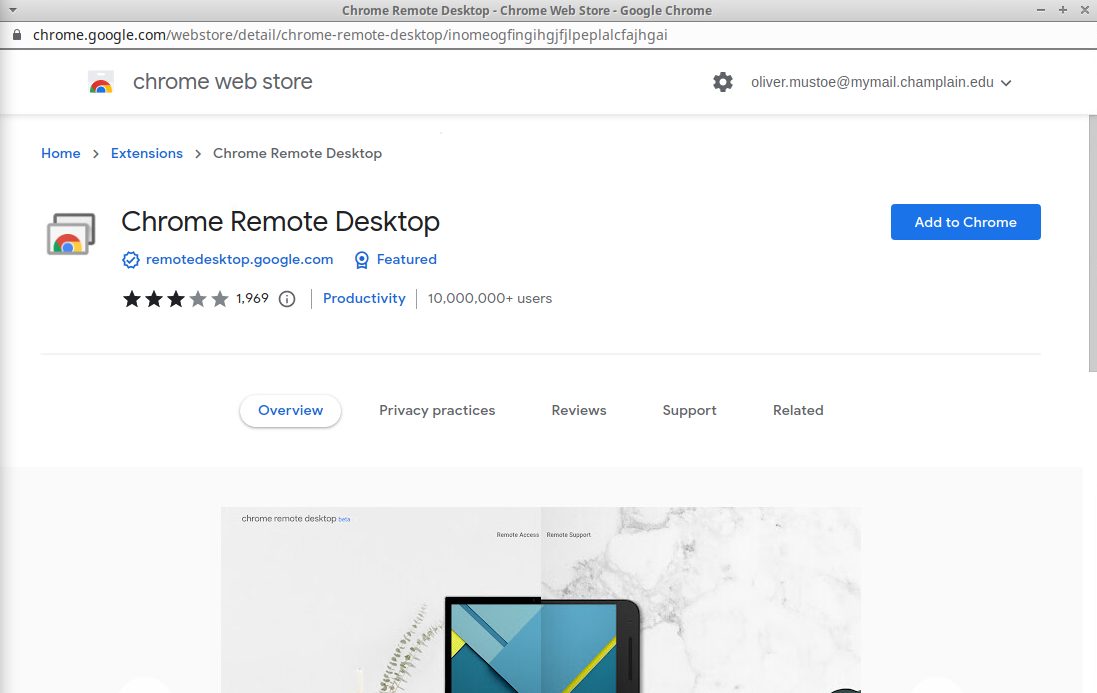 Chrome Remote Desktop - Chrome Web Store - Google Chrome
chrome.google.com/webstore/detail/chrome-remote-desktop/inomeogfingihgjfjlpeplalcfajhgai
chrome web store
oliver.mustoe@mymail.champlain.edu
Home > Extensions > Chrome Remote Desktop
Chrome Remote Desktop
Add to Chrome
remotedesktop.google.com Featured
1,969 Productivity 10,000,000+ users
Overview Privacy practices Reviews Support Related
chrome remote desktop beta
Remote Access Remote Support